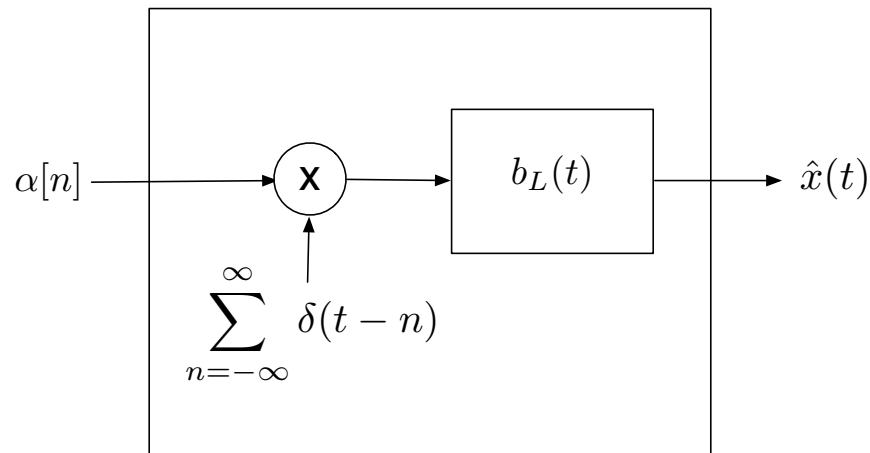 α[n]
X
b_L(t)
x̂(t)
∑_{n=-∞}^{∞} δ(t − n)